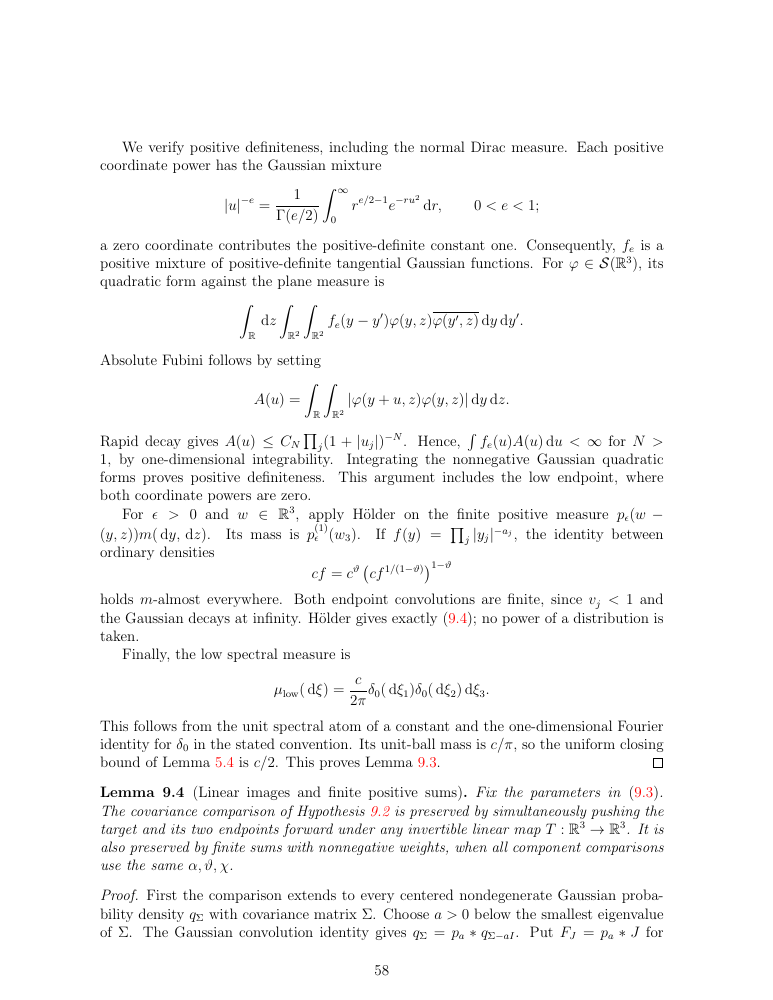 We verify positive definiteness, including the normal Dirac measure. Each positive
coordinate power has the Gaussian mixture
|u|^{-e} = \frac{1}{\Gamma(e/2)} \int_0^\infty r^{e/2-1} e^{-ru^2} dr, 0 < e < 1;
a zero coordinate contributes the positive-definite constant one. Consequently, f_e is a
positive mixture of positive-definite tangential Gaussian functions. For φ ∈ 𝒮(ℝ^3), its
quadratic form against the plane measure is
\int_ℝ dz \int_{ℝ^2} \int_{ℝ^2} f_e(y − y′)φ(y, z)\overline{φ(y′, z)} dy dy′.
Absolute Fubini follows by setting
A(u) = \int_ℝ \int_{ℝ^2} |φ(y + u, z)φ(y, z)| dy dz.
Rapid decay gives A(u) ≤ C_N ∏_j(1 + |u_j|)^{−N}. Hence, ∫ f_e(u)A(u) du < ∞ for N >
1, by one-dimensional integrability. Integrating the nonnegative Gaussian quadratic
forms proves positive definiteness. This argument includes the low endpoint, where
both coordinate powers are zero.
For ϵ > 0 and w ∈ ℝ^3, apply Hölder on the finite positive measure p_ϵ(w −
(y, z))m( dy, dz). Its mass is p_ϵ^{(1)}(w_3). If f(y) = ∏_j |y_j|^{−a_j}, the identity between
ordinary densities
cf = c^ϑ (cf^{1/(1−ϑ)})^{1−ϑ}
holds m-almost everywhere. Both endpoint convolutions are finite, since v_j < 1 and
the Gaussian decays at infinity. Hölder gives exactly (9.4); no power of a distribution is
taken.
Finally, the low spectral measure is
μ_{low}( dξ) = \frac{c}{2π} δ_0( dξ_1)δ_0( dξ_2) dξ_3.
This follows from the unit spectral atom of a constant and the one-dimensional Fourier
identity for δ_0 in the stated convention. Its unit-ball mass is c/π, so the uniform closing
bound of Lemma 5.4 is c/2. This proves Lemma 9.3. □
Lemma 9.4 (Linear images and finite positive sums). Fix the parameters in (9.3).
The covariance comparison of Hypothesis 9.2 is preserved by simultaneously pushing the
target and its two endpoints forward under any invertible linear map T : ℝ^3 → ℝ^3. It is
also preserved by finite sums with nonnegative weights, when all component comparisons
use the same α, ϑ, χ.
Proof. First the comparison extends to every centered nondegenerate Gaussian proba-
bility density q_Σ with covariance matrix Σ. Choose a > 0 below the smallest eigenvalue
of Σ. The Gaussian convolution identity gives q_Σ = p_a ∗ q_{Σ−aI}. Put F_J = p_a ∗ J for
58